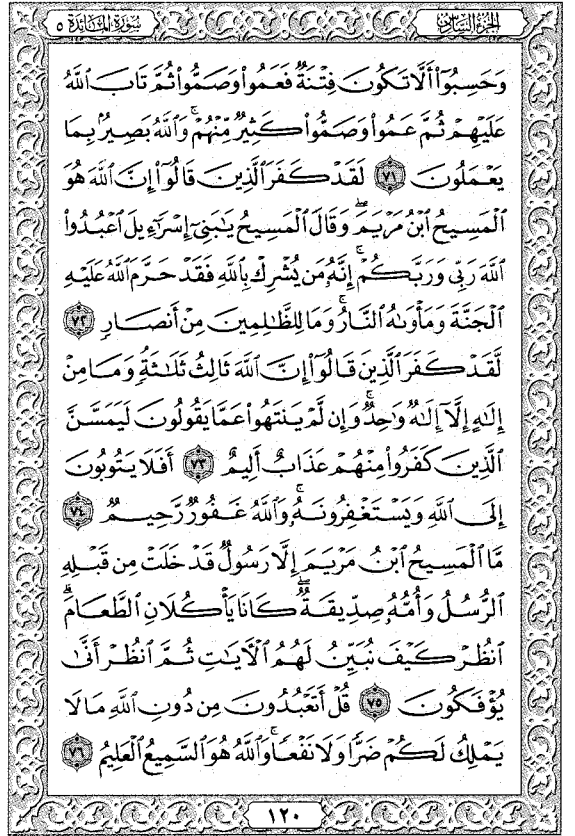 سورة المائدة ٥
الجزء السادس
وَحَسِبُوٓا۟ أَلَّا تَكُونَ فِتْنَةٌ فَعَمُوا۟ وَصَمُّوا۟ ثُمَّ تَابَ ٱللَّهُ
عَلَيْهِمْ ثُمَّ عَمُوا۟ وَصَمُّوا۟ كَثِيرٌ مِّنْهُمْ ۚ وَٱللَّهُ بَصِيرٌۢ بِمَا
يَعْمَلُونَ ٧١ لَقَدْ كَفَرَ ٱلَّذِينَ قَالُوٓا۟ إِنَّ ٱللَّهَ هُوَ
ٱلْمَسِيحُ ٱبْنُ مَرْيَمَ ۖ وَقَالَ ٱلْمَسِيحُ يَٰبَنِىٓ إِسْرَٰٓءِيلَ ٱعْبُدُوا۟
ٱللَّهَ رَبِّى وَرَبَّكُمْ ۖ إِنَّهُۥ مَن يُشْرِكْ بِٱللَّهِ فَقَدْ حَرَّمَ ٱللَّهُ عَلَيْهِ
ٱلْجَنَّةَ وَمَأْوَىٰهُ ٱلنَّارُ ۖ وَمَا لِلظَّٰلِمِينَ مِنْ أَنصَارٍ ٧٢
لَّقَدْ كَفَرَ ٱلَّذِينَ قَالُوٓا۟ إِنَّ ٱللَّهَ ثَالِثُ ثَلَٰثَةٍ ۘ وَمَا مِنْ
إِلَٰهٍ إِلَّآ إِلَٰهٌ وَٰحِدٌ ۚ وَإِن لَّمْ يَنتَهُوا۟ عَمَّا يَقُولُونَ لَيَمَسَّنَّ
ٱلَّذِينَ كَفَرُوا۟ مِنْهُمْ عَذَابٌ أَلِيمٌ ٧٣ أَفَلَا يَتُوبُونَ
إِلَى ٱللَّهِ وَيَسْتَغْفِرُونَهُۥ ۚ وَٱللَّهُ غَفُورٌ رَّحِيمٌ ٧٤
مَّا ٱلْمَسِيحُ ٱبْنُ مَرْيَمَ إِلَّا رَسُولٌ قَدْ خَلَتْ مِن قَبْلِهِ
ٱلرُّسُلُ وَأُمُّهُۥ صِدِّيقَةٌ ۖ كَانَا يَأْكُلَانِ ٱلطَّعَامَ ۗ
ٱنظُرْ كَيْفَ نُبَيِّنُ لَهُمُ ٱلْءَايَٰتِ ثُمَّ ٱنظُرْ أَنَّىٰ
يُؤْفَكُونَ ٧٥ قُلْ أَتَعْبُدُونَ مِن دُونِ ٱللَّهِ مَا لَا
يَمْلِكُ لَكُمْ ضَرًّا وَلَا نَفْعًا ۚ وَٱللَّهُ هُوَ ٱلسَّمِيعُ ٱلْعَلِيمُ ٧٦
١٢٠